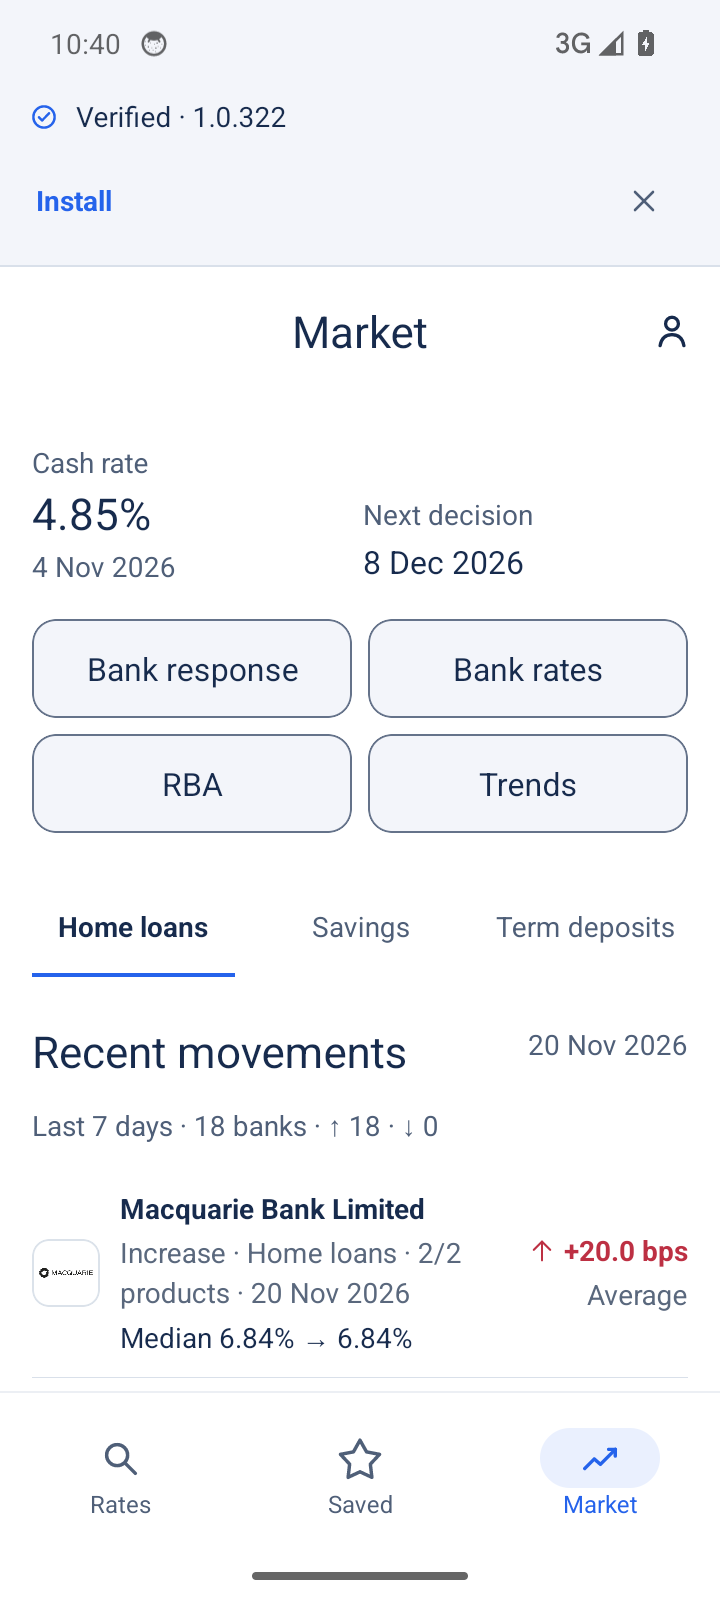 10:40
3G
Verified · 1.0.322
Install
Market
Cash rate
4.85%
4 Nov 2026
Next decision
8 Dec 2026
Bank response
Bank rates
RBA
Trends
Home loans
Savings
Term deposits
Recent movements
20 Nov 2026
Last 7 days · 18 banks · ↑ 18 · ↓ 0
Macquarie Bank Limited
MACQUARIE
Increase · Home loans · 2/2
products · 20 Nov 2026
Median 6.84% → 6.84%
↑ +20.0 bps
Average
Rates
Saved
Market